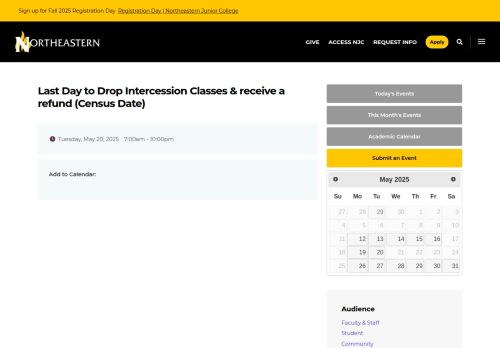 Sign up for Fall 2025 Registration Day Registration Day | Northeastern Junior College
NORTHEASTERN
GIVE ACCESS NJC REQUEST INFO Apply
Last Day to Drop Intercession Classes & receive a
refund (Census Date)
Tuesday, May 20, 2025 7:00am - 10:00pm
Add to Calendar:
Today's Events
This Month's Events
Academic Calendar
Submit an Event
May 2025
Su Mo Tu We Th Fr Sa
27 28 29 30 1 2 3
4 5 6 7 8 9 10
11 12 13 14 15 16 17
18 19 20 21 22 23 24
25 26 27 28 29 30 31
Audience
Faculty & Staff
Student
Community